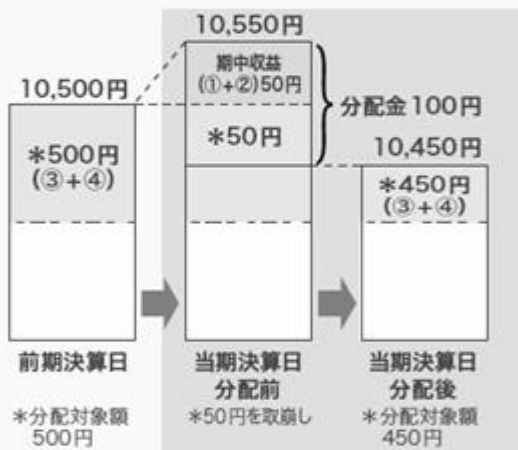 10,550円
期中収益
(①+②)50円
10,500円
分配金100円
*500円
(③+④)
*50円
10,450円
*450円
(③+④)
前期決算日
当期決算日
分配前
当期決算日
分配後
*分配対象額
500円
*50円を取崩し
*分配対象額
450円